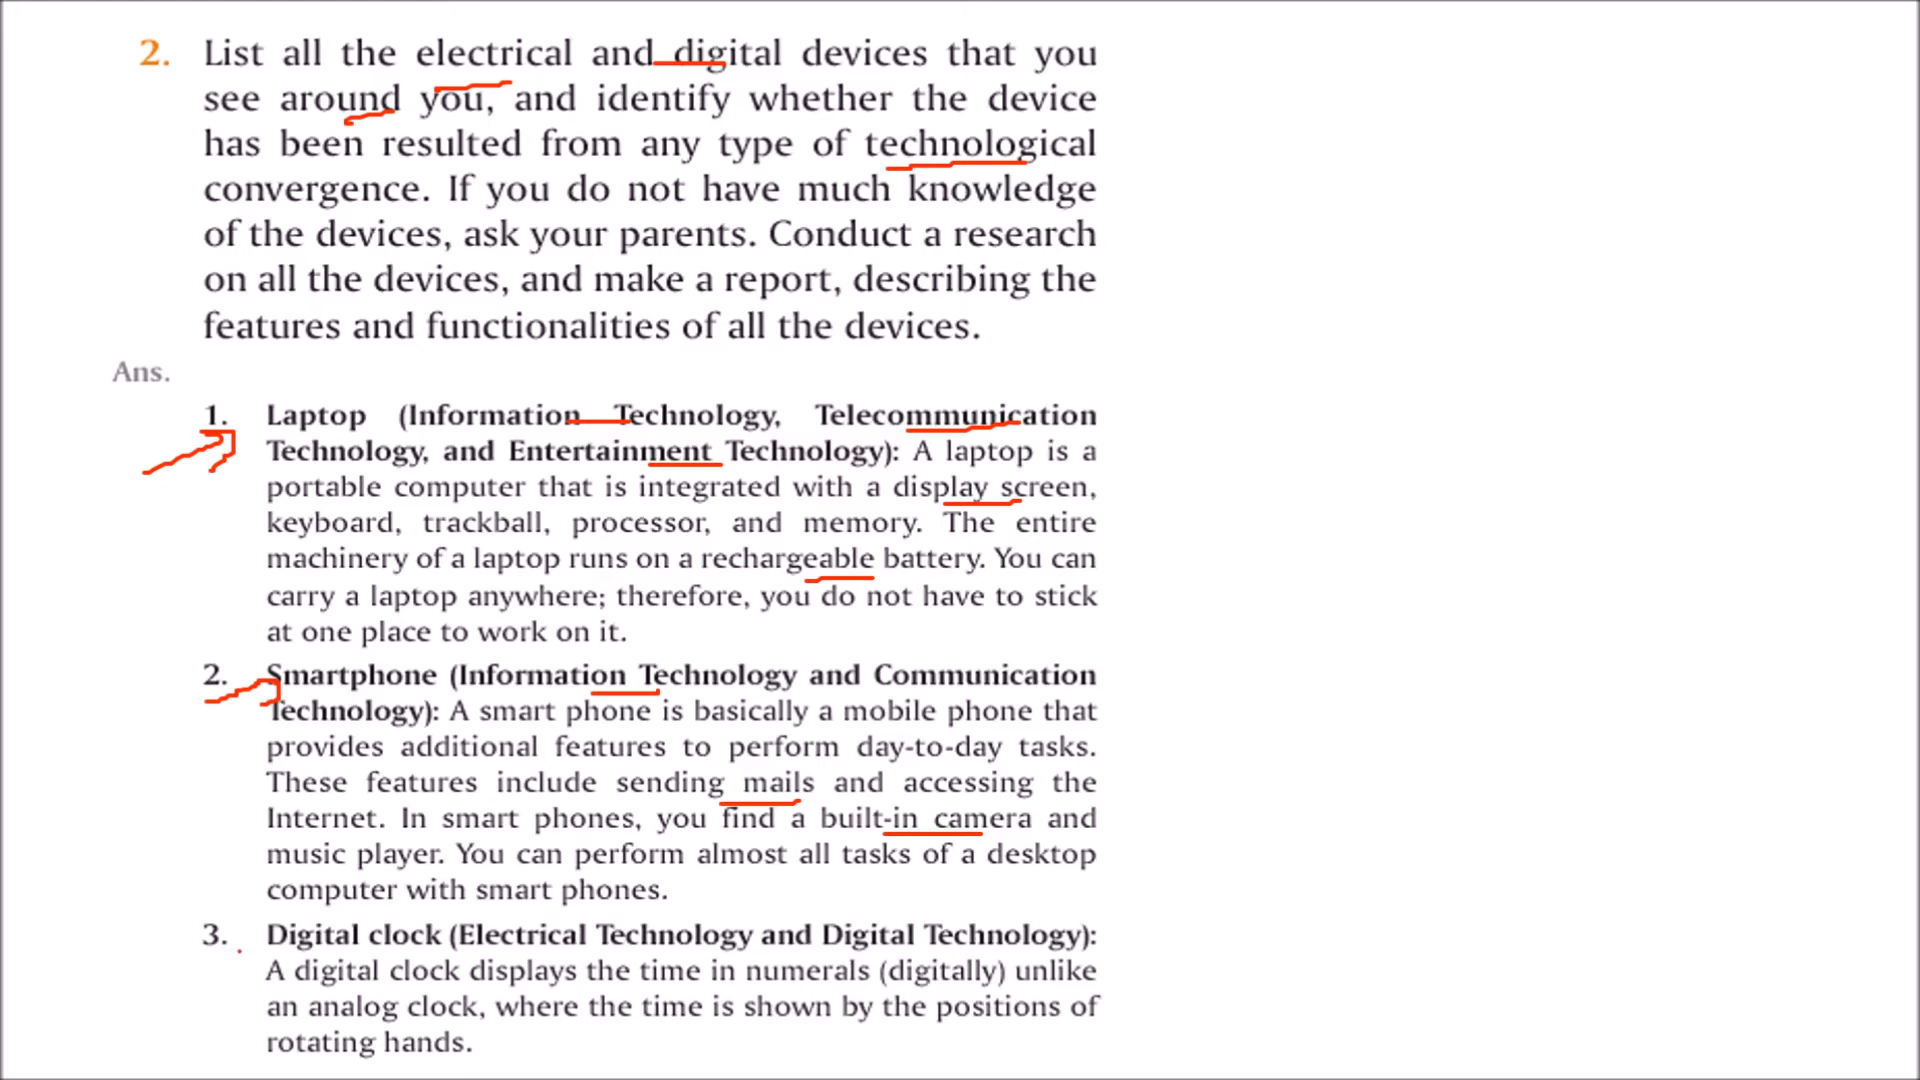 2. List all the electrical and digital devices that you
see around you, and identify whether the device
has been resulted from any type of technological
convergence. If you do not have much knowledge
of the devices, ask your parents. Conduct a research
on all the devices, and make a report, describing the
features and functionalities of all the devices.
Ans.
1. Laptop (Information Technology, Telecommunication
Technology, and Entertainment Technology): A laptop is a
portable computer that is integrated with a display screen,
keyboard, trackball, processor, and memory. The entire
machinery of a laptop runs on a rechargeable battery. You can
carry a laptop anywhere; therefore, you do not have to stick
at one place to work on it.
2. Smartphone (Information Technology and Communication
Technology): A smart phone is basically a mobile phone that
provides additional features to perform day-to-day tasks.
These features include sending mails and accessing the
Internet. In smart phones, you find a built-in camera and
music player. You can perform almost all tasks of a desktop
computer with smart phones.
3. Digital clock (Electrical Technology and Digital Technology):
A digital clock displays the time in numerals (digitally) unlike
an analog clock, where the time is shown by the positions of
rotating hands.